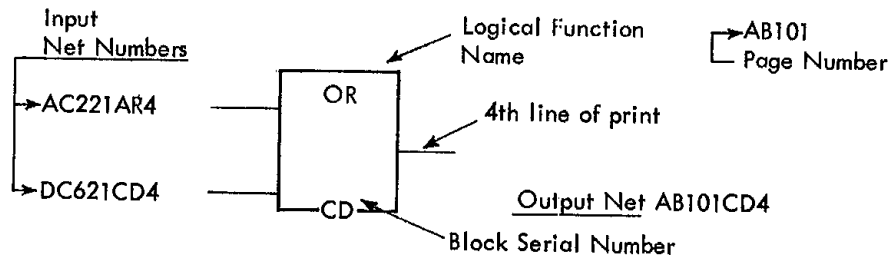 Input
Net Numbers
AC221AR4
DC621CD4
OR
CD
Logical Function
Name
4th line of print
Output Net AB101CD4
Block Serial Number
AB101
Page Number